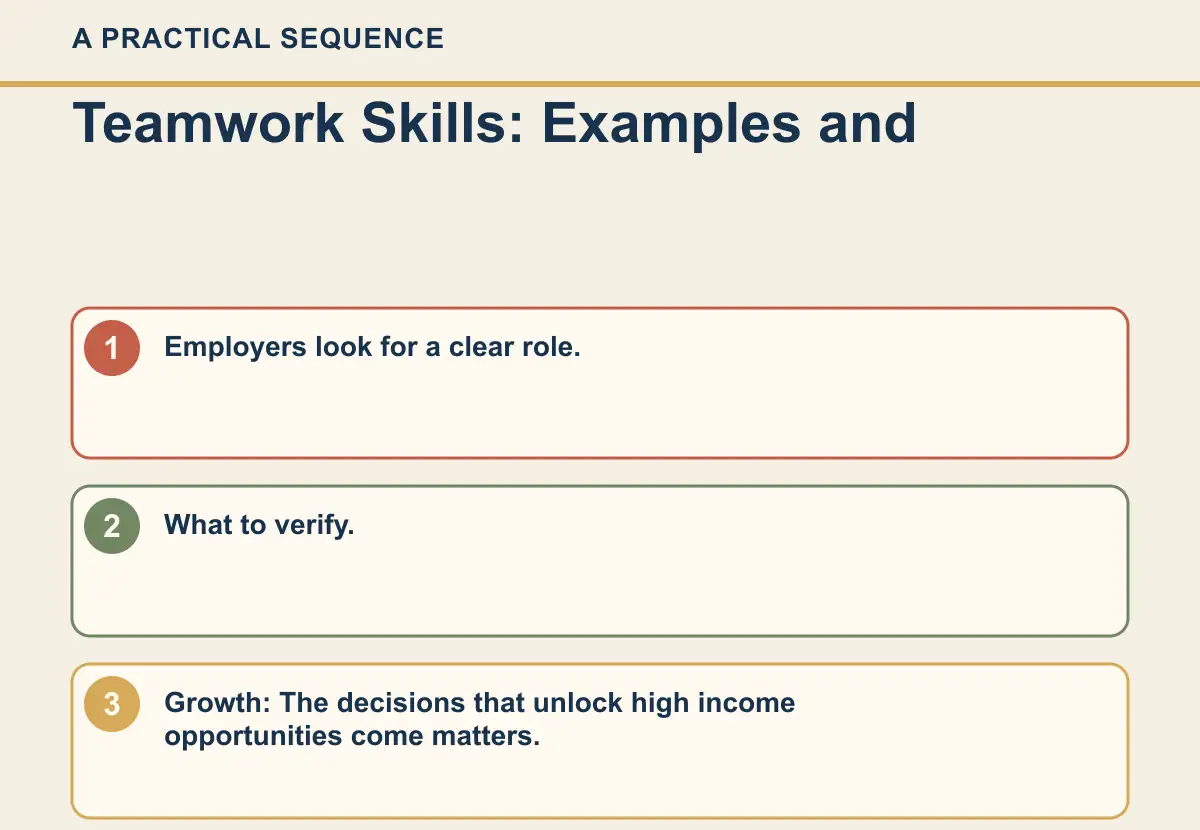 A PRACTICAL SEQUENCE
Teamwork Skills: Examples and
1
Employers look for a clear role.
2
What to verify.
3
Growth: The decisions that unlock high income
opportunities come matters.